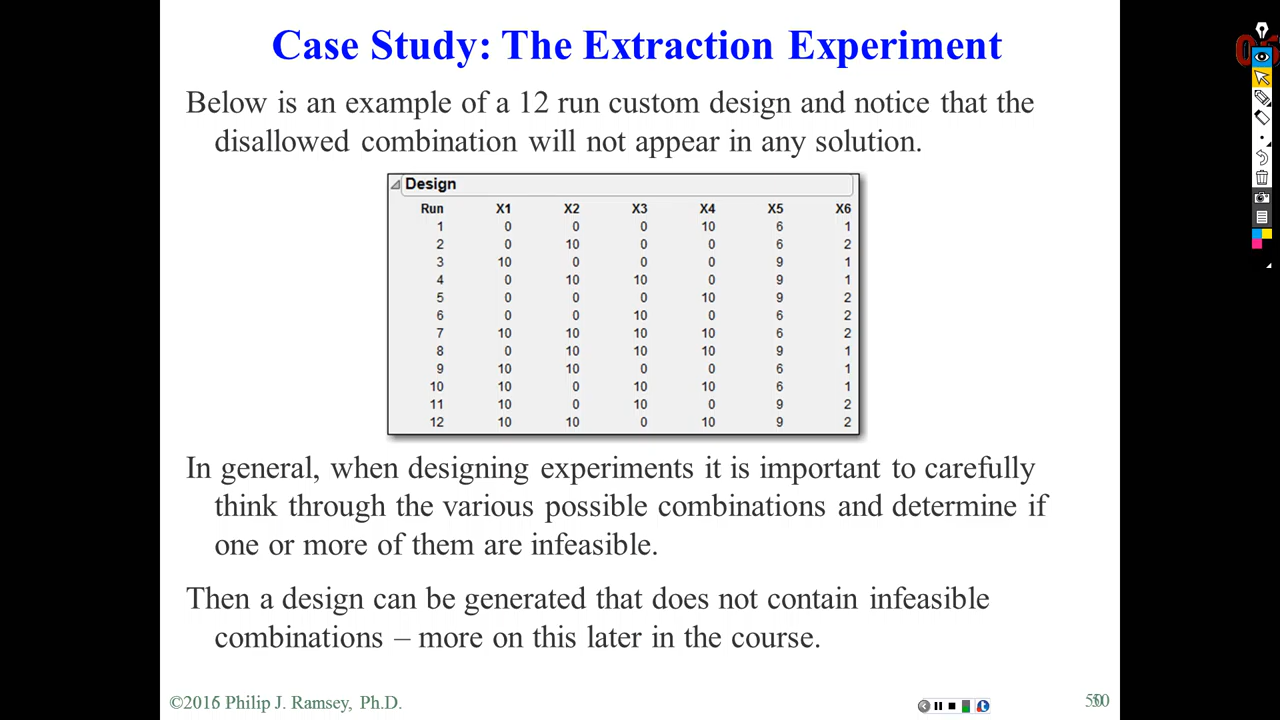 Case Study: The Extraction Experiment
Below is an example of a 12 run custom design and notice that the
disallowed combination will not appear in any solution.
Design
Run X1 X2 X3 X4 X5 X6
1 0 0 0 10 6 1
2 0 10 0 0 6 2
3 10 0 0 0 9 1
4 0 10 10 0 9 1
5 0 0 0 10 9 2
6 0 0 10 0 6 2
7 10 10 10 10 6 2
8 0 10 10 10 9 1
9 10 10 0 0 6 1
10 10 0 10 10 6 1
11 10 0 10 0 9 2
12 10 10 0 10 9 2
In general, when designing experiments it is important to carefully
think through the various possible combinations and determine if
one or more of them are infeasible.
Then a design can be generated that does not contain infeasible
combinations – more on this later in the course.
©2016 Philip J. Ramsey, Ph.D.